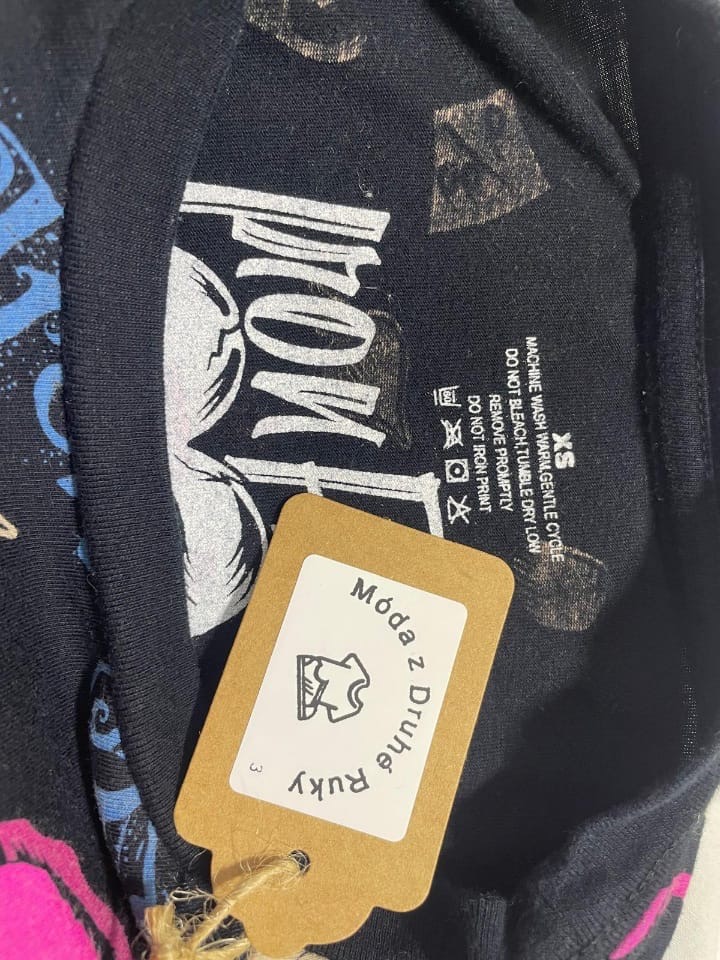 prou
XS
MACHINE WASH WARM,GENTLE CYCLE
DO NOT BLEACH,TUMBLE DRY LOW
REMOVE PROMPTLY
DO NOT IRON PRINT
Móda z Druhé Ruky
3